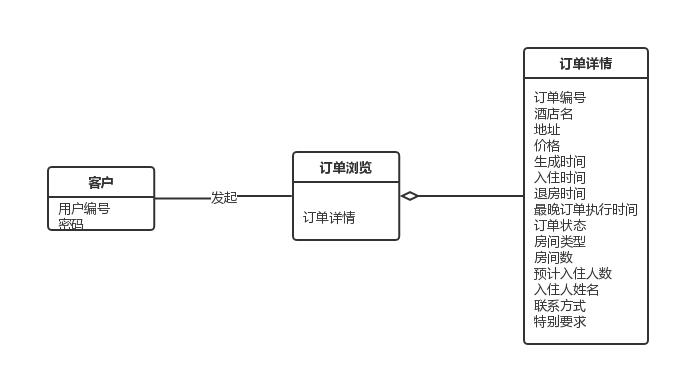 客户
用户编号
密码
发起
订单浏览
订单详情
订单详情
订单编号
酒店名
地址
价格
生成时间
入住时间
退房时间
最晚订单执行时间
订单状态
房间类型
房间数
预计入住人数
入住人姓名
联系方式
特别要求